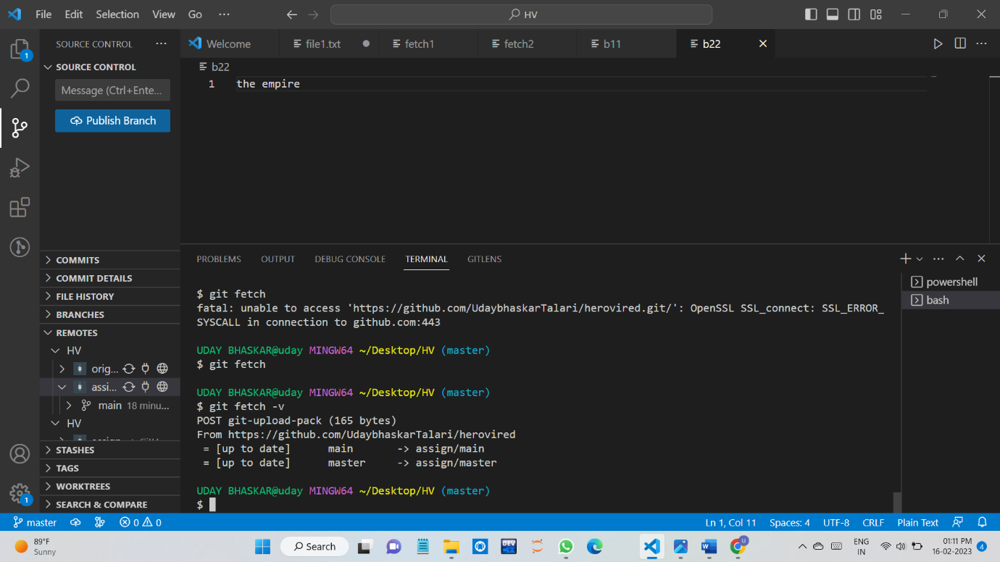 File Edit Selection View Go ··· HV
SOURCE CONTROL ···
Welcome file1.txt fetch1 fetch2 b11 b22
1
SOURCE CONTROL
b22
Message (Ctrl+Ente...
1 the empire
Publish Branch
COMMITS
COMMIT DETAILS
FILE HISTORY
BRANCHES
REMOTES
HV
orig...
assi...
main 18 minu...
HV
STASHES
TAGS
WORKTREES
SEARCH & COMPARE
1
PROBLEMS OUTPUT DEBUG CONSOLE TERMINAL GITLENS
powershell
bash
$ git fetch
fatal: unable to access 'https://github.com/UdaybhaskarTalari/herovired.git/': OpenSSL SSL_connect: SSL_ERROR_
SYSCALL in connection to github.com:443
UDAY BHASKAR@uday MINGW64 ~/Desktop/HV (master)
$ git fetch
UDAY BHASKAR@uday MINGW64 ~/Desktop/HV (master)
$ git fetch -v
POST git-upload-pack (165 bytes)
From https://github.com/UdaybhaskarTalari/herovired
= [up to date] main -> assign/main
= [up to date] master -> assign/master
UDAY BHASKAR@uday MINGW64 ~/Desktop/HV (master)
$
master 0 0 Ln 1, Col 11 Spaces: 4 UTF-8 CRLF Plain Text
89°F
Sunny
Search
DEV
U
ENG
IN
01:11 PM
16-02-2023
4